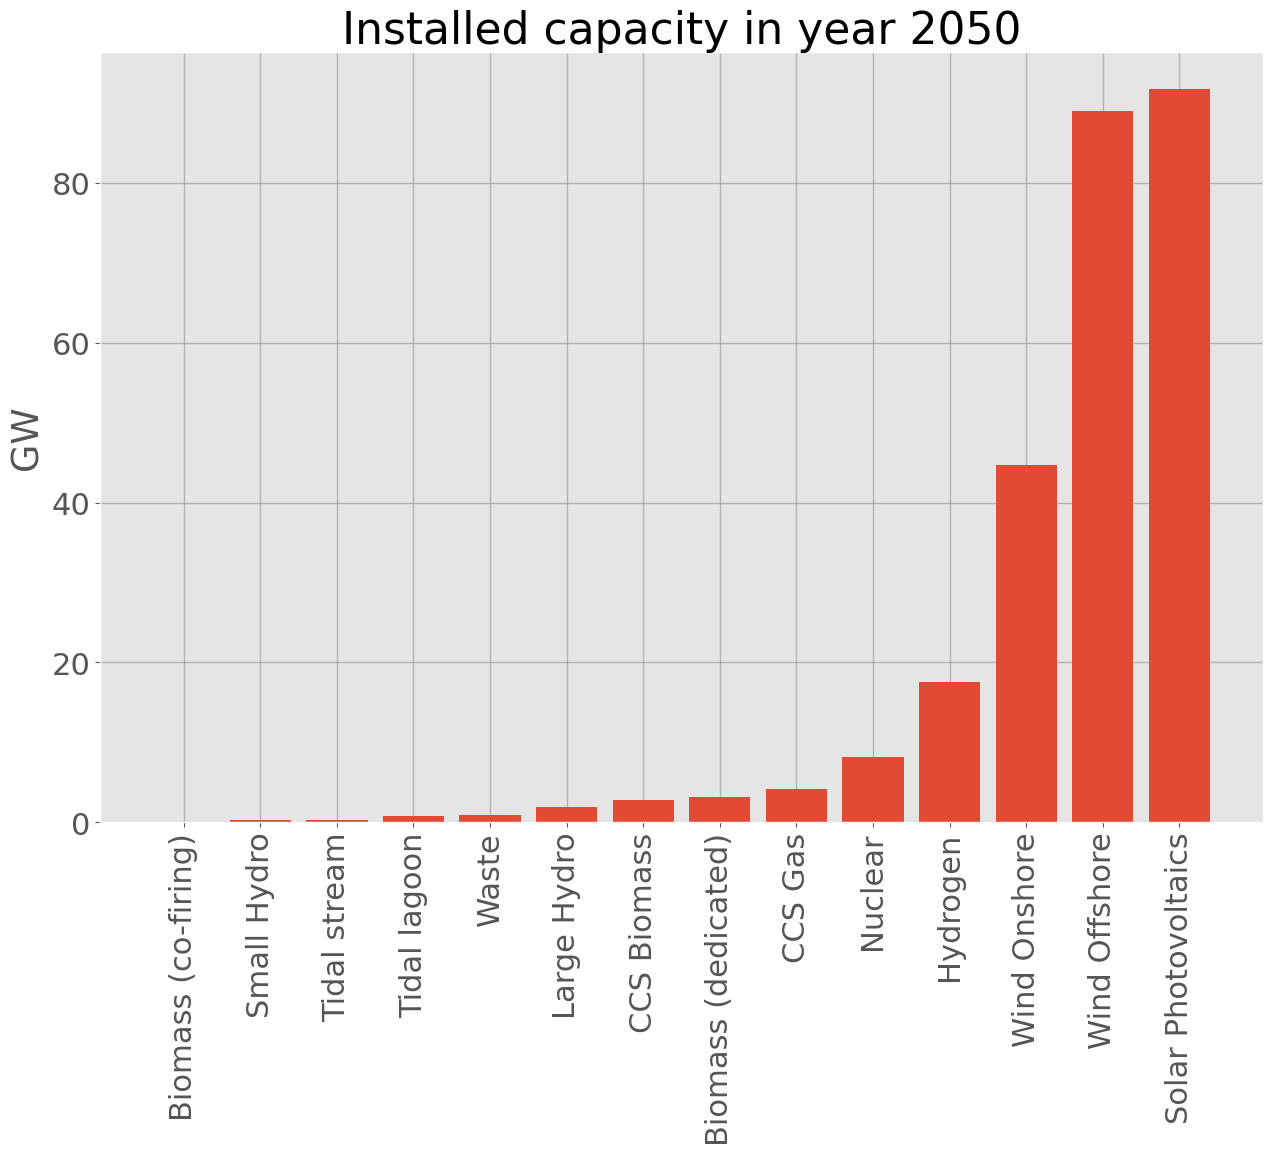 Installed capacity in year 2050
GW
80
60
40
20
0
Biomass (co-firing)
Small Hydro
Tidal stream
Tidal lagoon
Waste
Large Hydro
CCS Biomass
Biomass (dedicated)
CCS Gas
Nuclear
Hydrogen
Wind Onshore
Wind Offshore
Solar Photovoltaics